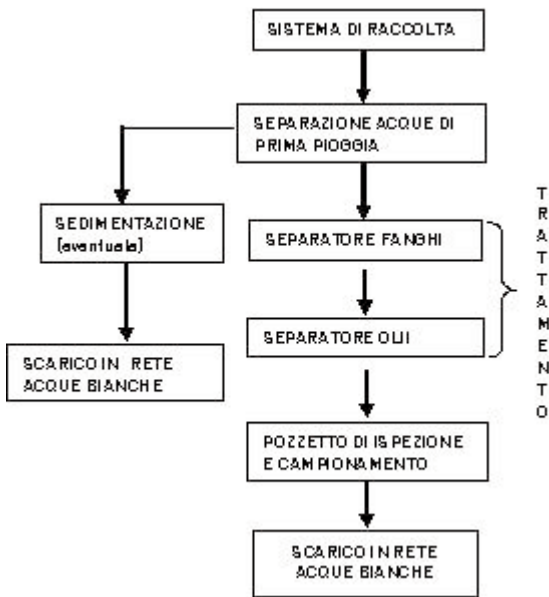 SISTEMA DI RACCOLTA
SEPARAZIONE ACQUE DI
PRIMA PIOGGIA
SEDIMENTAZIONE
(eventuale)
SEPARATORE FANGHI
SEPARATORE OLII
SCARICO IN RETE
ACQUE BIANCHE
POZZETTO DI ISPEZIONE
E CAMPIONAMENTO
SCARICO IN RETE
ACQUE BIANCHE
TRATTAMENTO